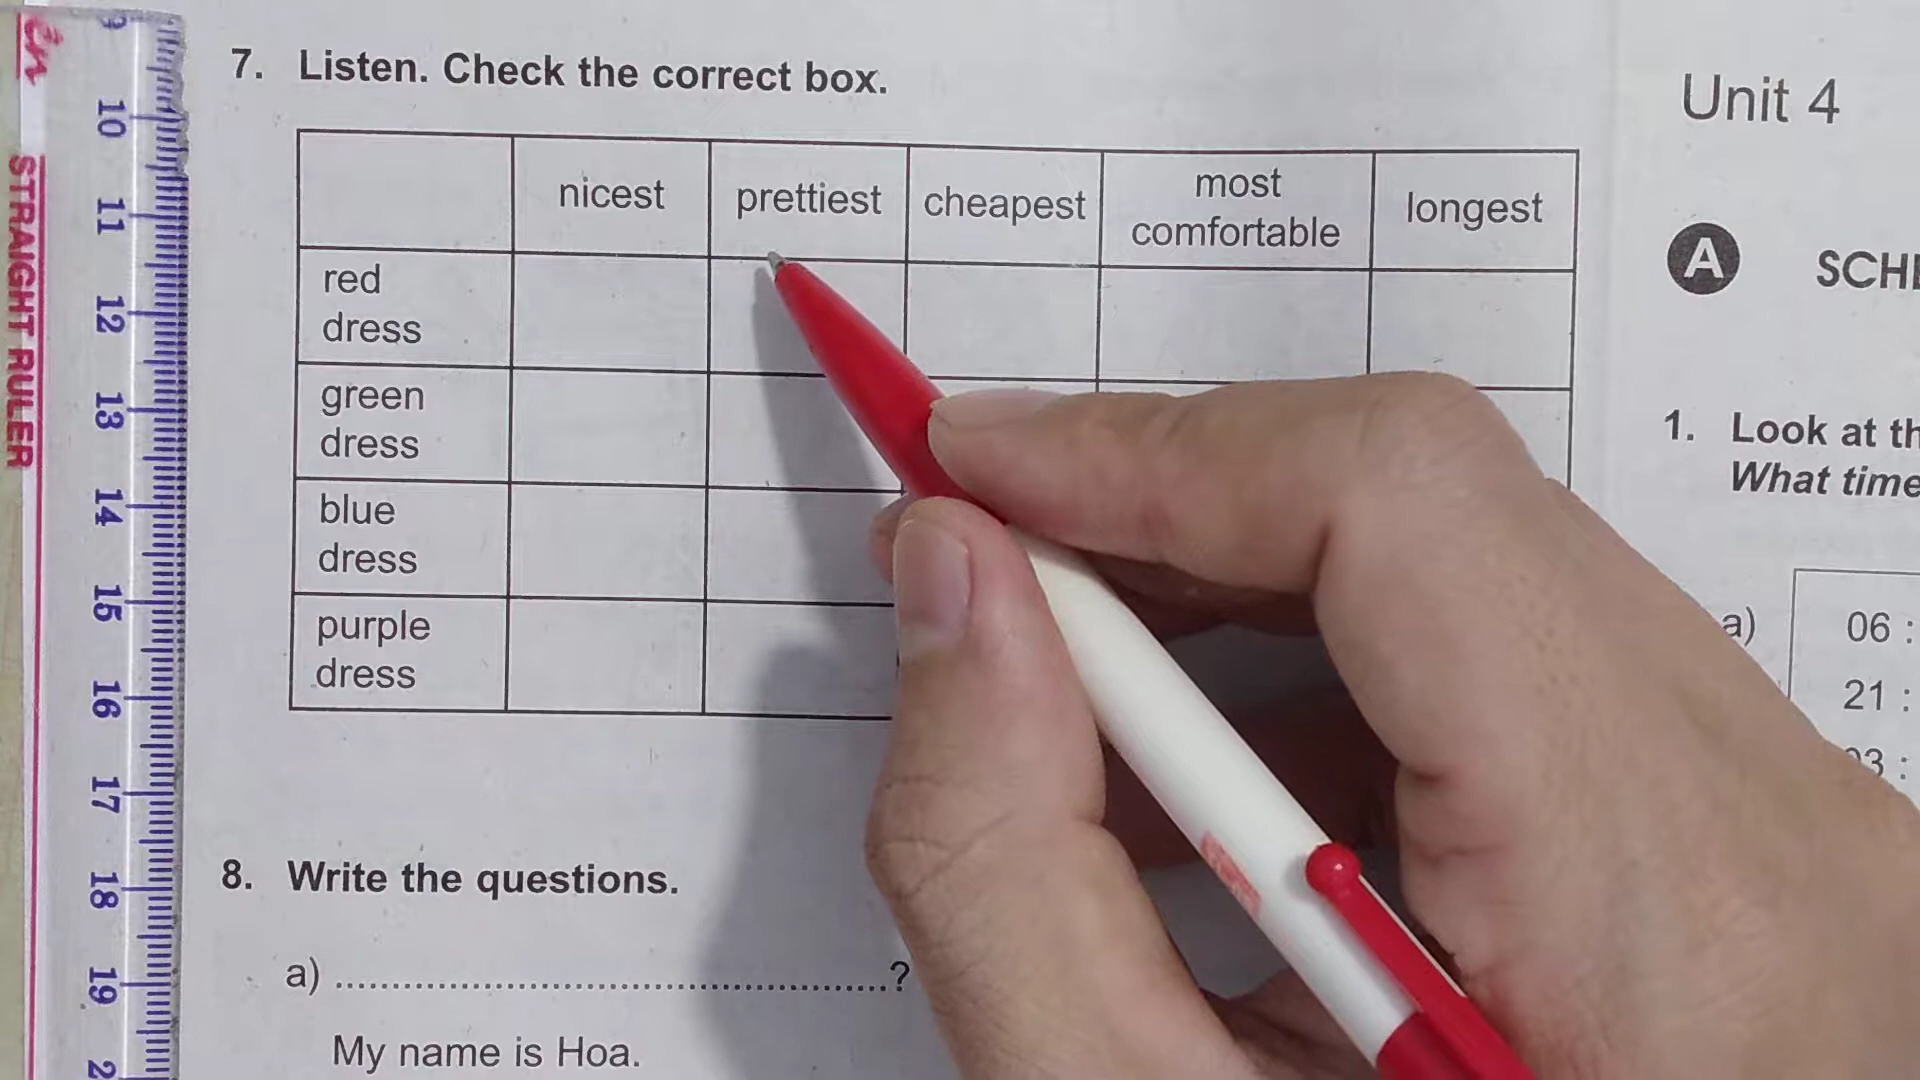 7. Listen. Check the correct box.
nicest prettiest cheapest most comfortable longest
red dress
green dress
blue dress
purple dress
8. Write the questions.
a) ..................................................?
My name is Hoa.
Unit 4
A
1. Look at
What time
a) 06 :
21 :
STRAIGHT RULER
10
11
12
13
14
15
16
17
18
19